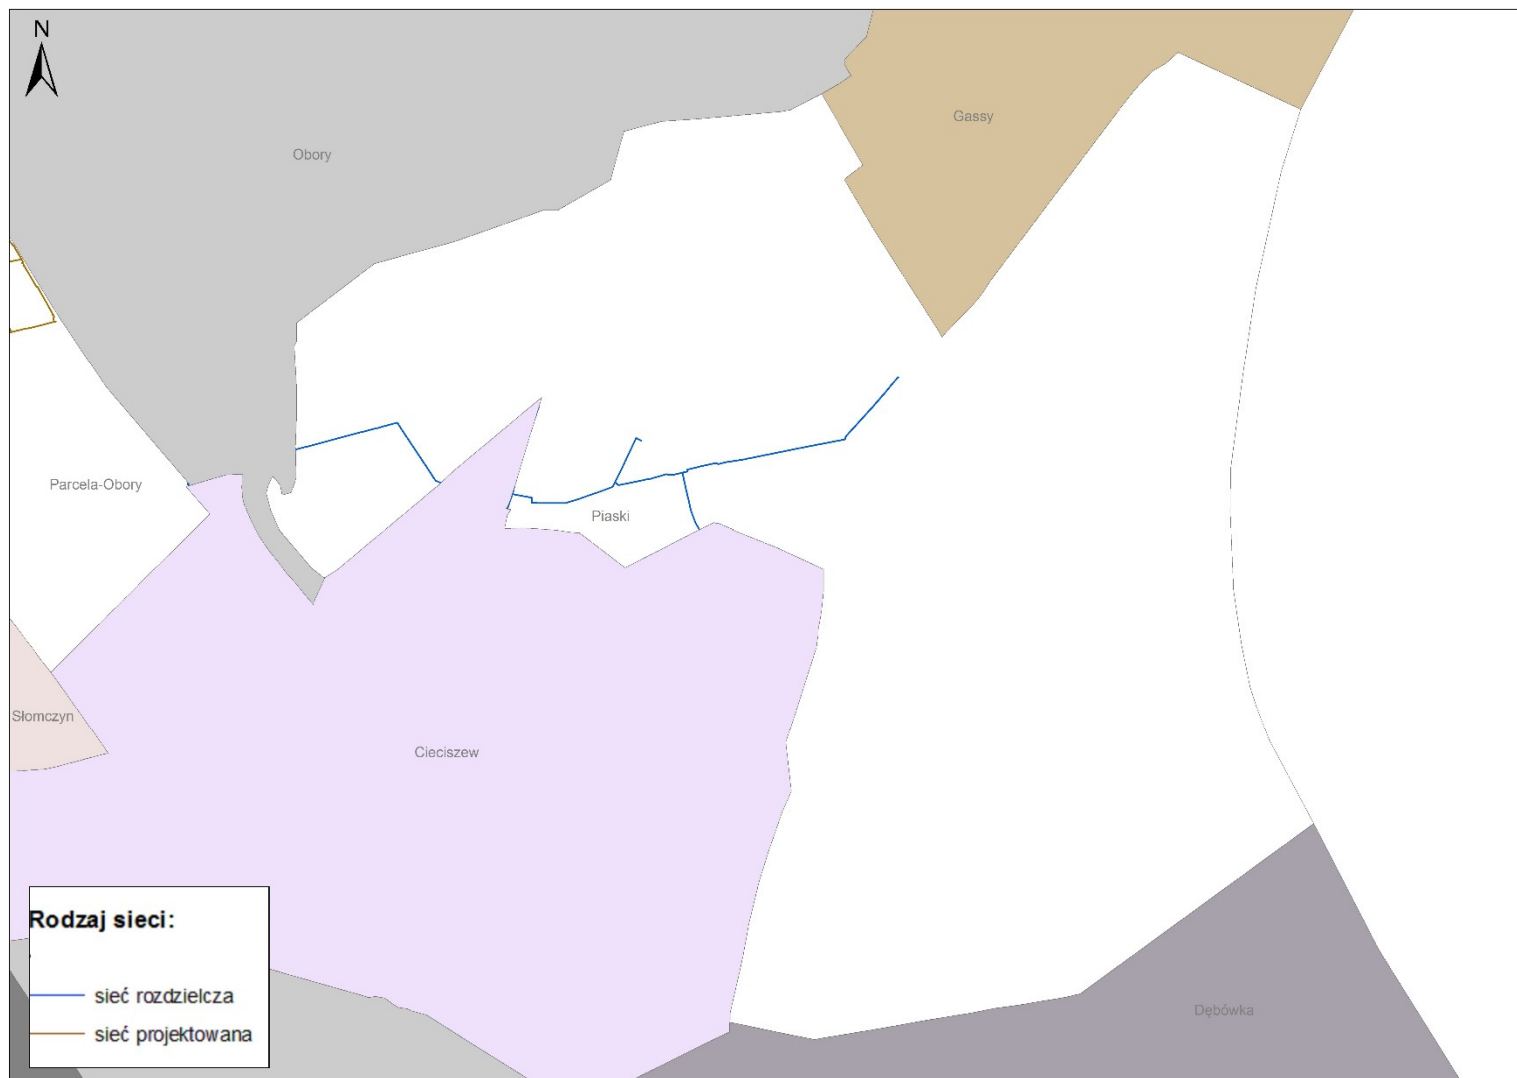 N
Gassy
Obory
Parcela-Obory
Piaski
Słomczyn
Cieciszew
Rodzaj sieci:
sieć rozdzielcza
Dębówka
sieć projektowana